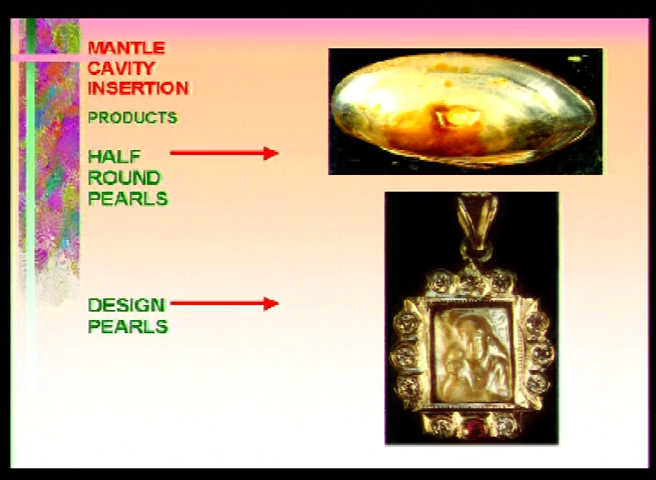 MANTLE
CAVITY
INSERTION
PRODUCTS
HALF
ROUND
PEARLS
DESIGN
PEARLS